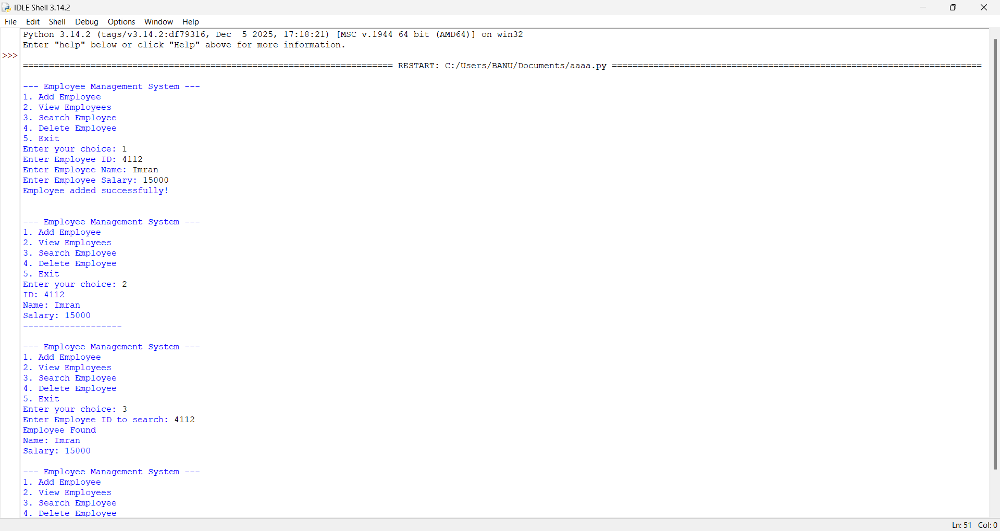 IDLE Shell 3.14.2
File Edit Shell Debug Options Window Help
Python 3.14.2 (tags/v3.14.2:df79316, Dec  5 2025, 17:18:21) [MSC v.1944 64 bit (AMD64)] on win32
Enter "help" below or click "Help" above for more information.
>>>
======================================================================= RESTART: C:/Users/BANU/Documents/aaaa.py =======================================================================
--- Employee Management System ---
1. Add Employee
2. View Employees
3. Search Employee
4. Delete Employee
5. Exit
Enter your choice: 1
Enter Employee ID: 4112
Enter Employee Name: Imran
Enter Employee Salary: 15000
Employee added successfully!
--- Employee Management System ---
1. Add Employee
2. View Employees
3. Search Employee
4. Delete Employee
5. Exit
Enter your choice: 2
ID: 4112
Name: Imran
Salary: 15000
-------------------
--- Employee Management System ---
1. Add Employee
2. View Employees
3. Search Employee
4. Delete Employee
5. Exit
Enter your choice: 3
Enter Employee ID to search: 4112
Employee Found
Name: Imran
Salary: 15000
--- Employee Management System ---
1. Add Employee
2. View Employees
3. Search Employee
4. Delete Employee
Ln: 51 Col: 0